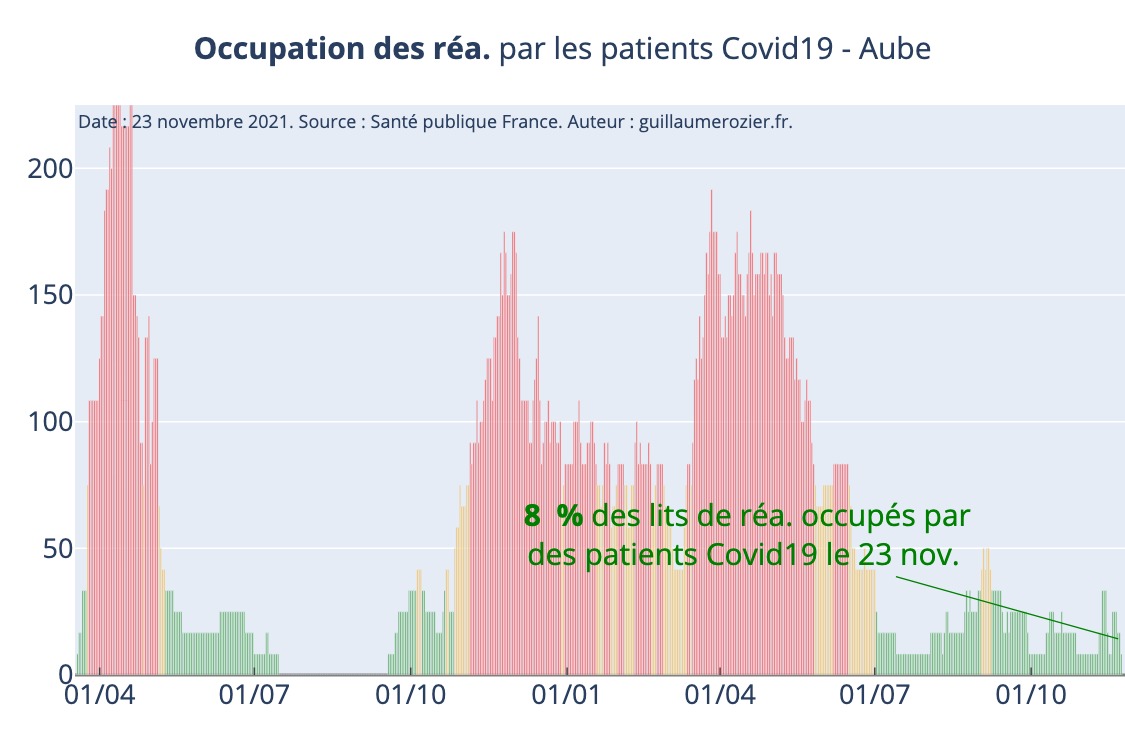 Occupation des réa. par les patients Covid19 - Aube
Date : 23 novembre 2021. Source : Santé publique France. Auteur : guillaumerozier.fr.
200
150
100
50
0
8 % des lits de réa. occupés par
des patients Covid19 le 23 nov.
01/04 01/07 01/10 01/01 01/04 01/07 01/10